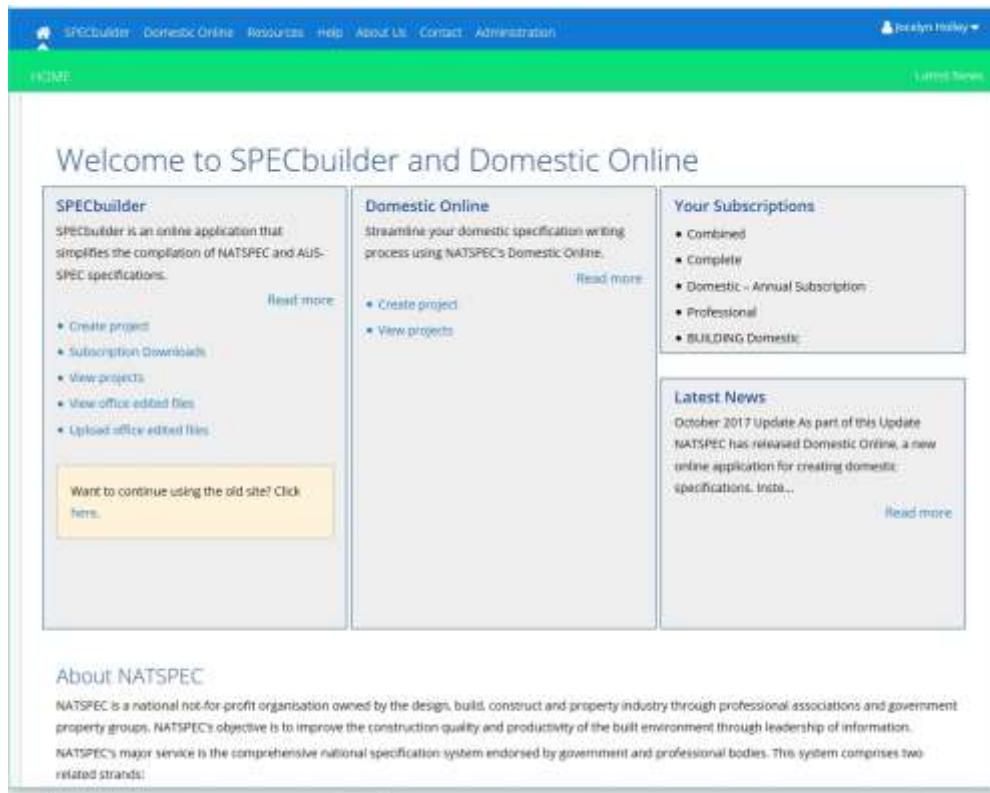 SPECbuilder Domestic Online Resources Help About Us Contact Administration
Jocelyn Holley
HOME
Latest News
Welcome to SPECbuilder and Domestic Online
SPECbuilder
SPECbuilder is an online application that
simplifies the compilation of NATSPEC and AUS-
SPEC specifications.
Read more
• Create project
• Subscription Downloads
• View projects
• View office edited files
• Upload office edited files
Want to continue using the old site? Click
here.
Domestic Online
Streamline your domestic specification writing
process using NATSPEC's Domestic Online.
Read more
• Create project
• View projects
Your Subscriptions
• Combined
• Complete
• Domestic – Annual Subscription
• Professional
• BUILDING Domestic
Latest News
October 2017 Update As part of this Update
NATSPEC has released Domestic Online, a new
online application for creating domestic
specifications. Inste...
Read more
About NATSPEC
NATSPEC is a national not-for-profit organisation owned by the design, build, construct and property industry through professional associations and government
property groups. NATSPEC's objective is to improve the construction quality and productivity of the built environment through leadership of information.
NATSPEC's major service is the comprehensive national specification system endorsed by government and professional bodies. This system comprises two
related strands: